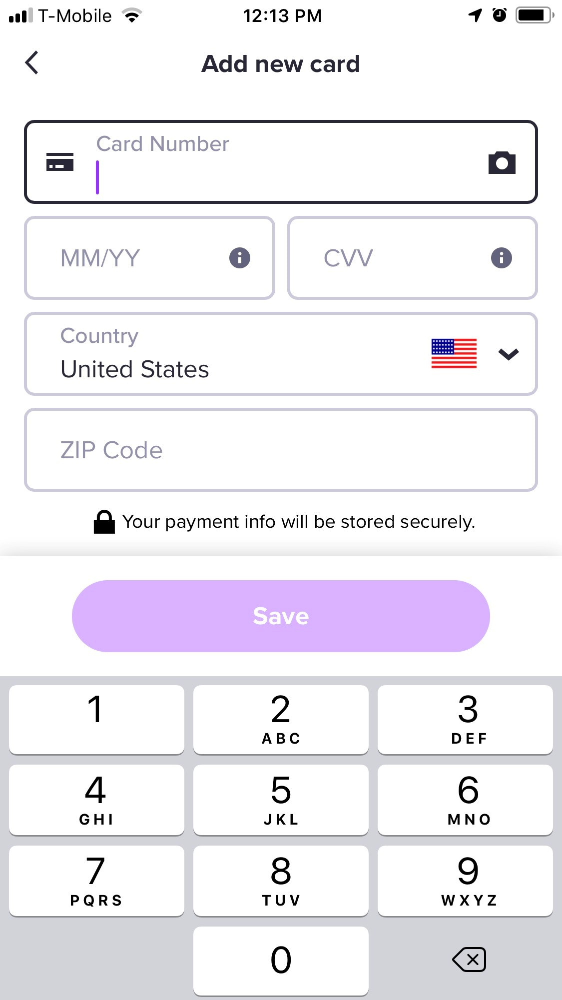 T-Mobile 12:13 PM
Add new card
Card Number
MM/YY CVV
Country
United States
ZIP Code
Your payment info will be stored securely.
Save
1 2 3
ABC DEF
4 5 6
GHI JKL MNO
7 8 9
PQRS TUV WXYZ
0